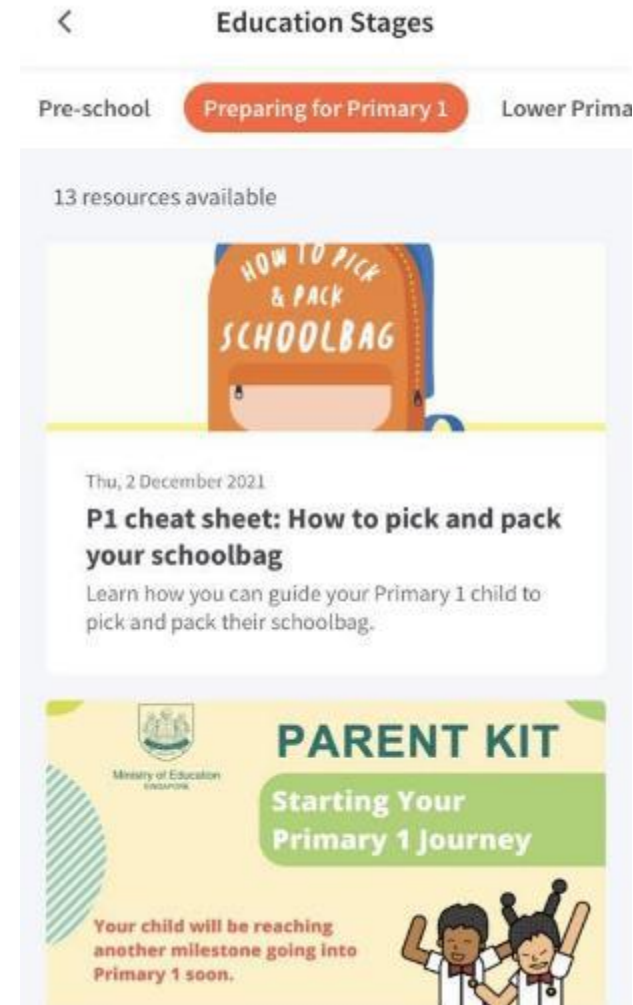 Education Stages
Pre-school Preparing for Primary 1 Lower Prima
13 resources available
HOW TO PICK
& PACK
SCHOOLBAG
Thu, 2 December 2021
P1 cheat sheet: How to pick and pack
your schoolbag
Learn how you can guide your Primary 1 child to
pick and pack their schoolbag.
Ministry of Education
SINGAPORE
PARENT KIT
Starting Your
Primary 1 Journey
Your child will be reaching
another milestone going into
Primary 1 soon.